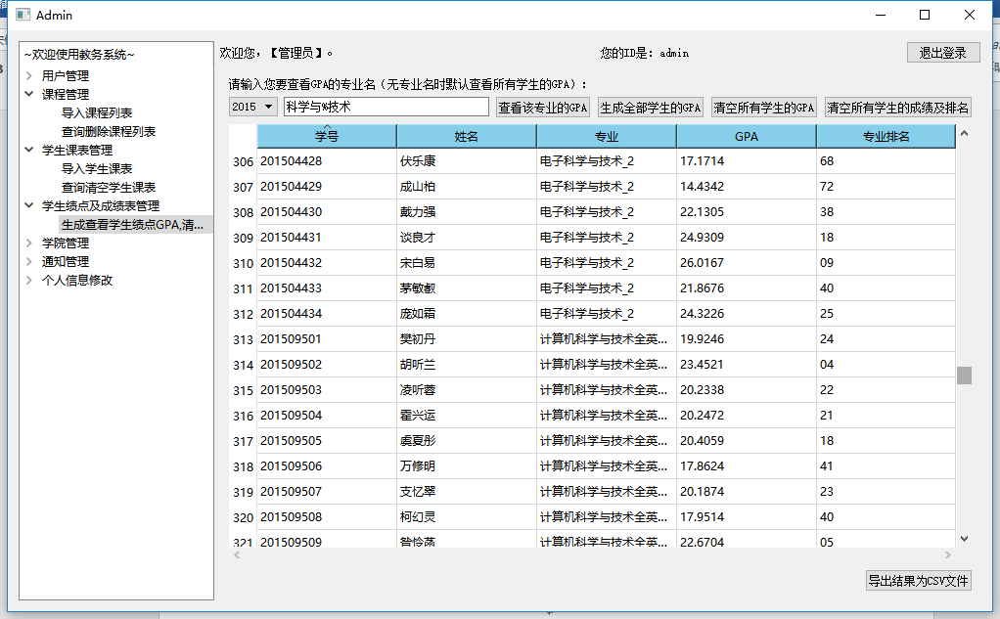 Admin
~欢迎使用教务系统~
用户管理
课程管理
导入课程列表
查询删除课程列表
学生课表管理
导入学生课表
查询清空学生课表
学生绩点及成绩表管理
生成查看学生绩点GPA,清...
学院管理
通知管理
个人信息修改
欢迎您，【管理员】。 您的ID是: admin 退出登录
请输入您要查看GPA的专业名（无专业名时默认查看所有学生的GPA）:
2015 科学与%技术 查看该专业的GPA 生成全部学生的GPA 清空所有学生的GPA 清空所有学生的成绩及排名
学号 姓名 专业 GPA 专业排名
306 201504428 伏乐康 电子科学与技术_2 17.1714 68
307 201504429 成山柏 电子科学与技术_2 14.4342 72
308 201504430 戴力强 电子科学与技术_2 22.1305 38
309 201504431 谈良才 电子科学与技术_2 24.9309 18
310 201504432 宋白易 电子科学与技术_2 26.0167 09
311 201504433 茅敏叡 电子科学与技术_2 21.8676 40
312 201504434 庞如霜 电子科学与技术_2 24.3226 25
313 201509501 樊初丹 计算机科学与技术全英... 19.9246 24
314 201509502 胡听兰 计算机科学与技术全英... 23.4521 04
315 201509503 凌听蓉 计算机科学与技术全英... 20.2338 22
316 201509504 霍兴运 计算机科学与技术全英... 20.2472 21
317 201509505 虞夏彤 计算机科学与技术全英... 20.4059 18
318 201509506 万修明 计算机科学与技术全英... 17.8624 41
319 201509507 支忆翠 计算机科学与技术全英... 20.1874 23
320 201509508 柯幻灵 计算机科学与技术全英... 17.9514 40
321 201509509 计算机科学与技术全英... 22.6704 05
导出结果为CSV文件